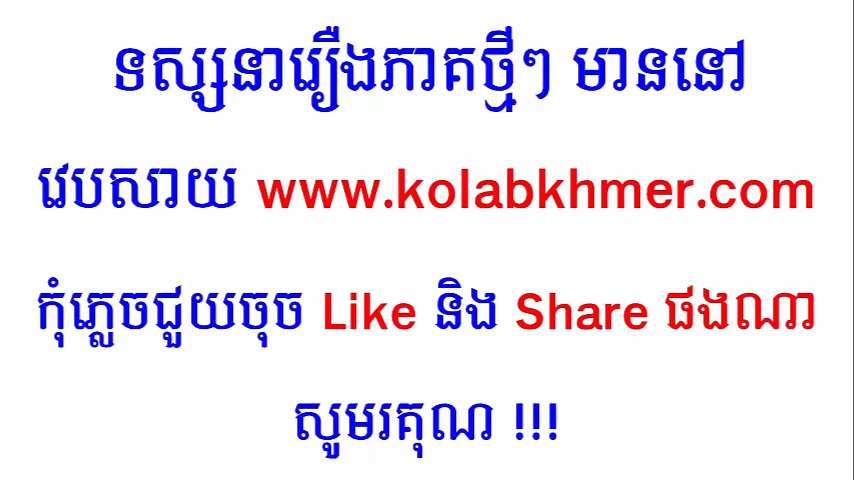 ទស្សនារឿងភាគថ្មីៗ មាននៅ
វេបសាយ www.kolabkhmer.com
កុំភ្លេចជួយចុច Like និង Share ផងណា
សូមរគុណ !!!